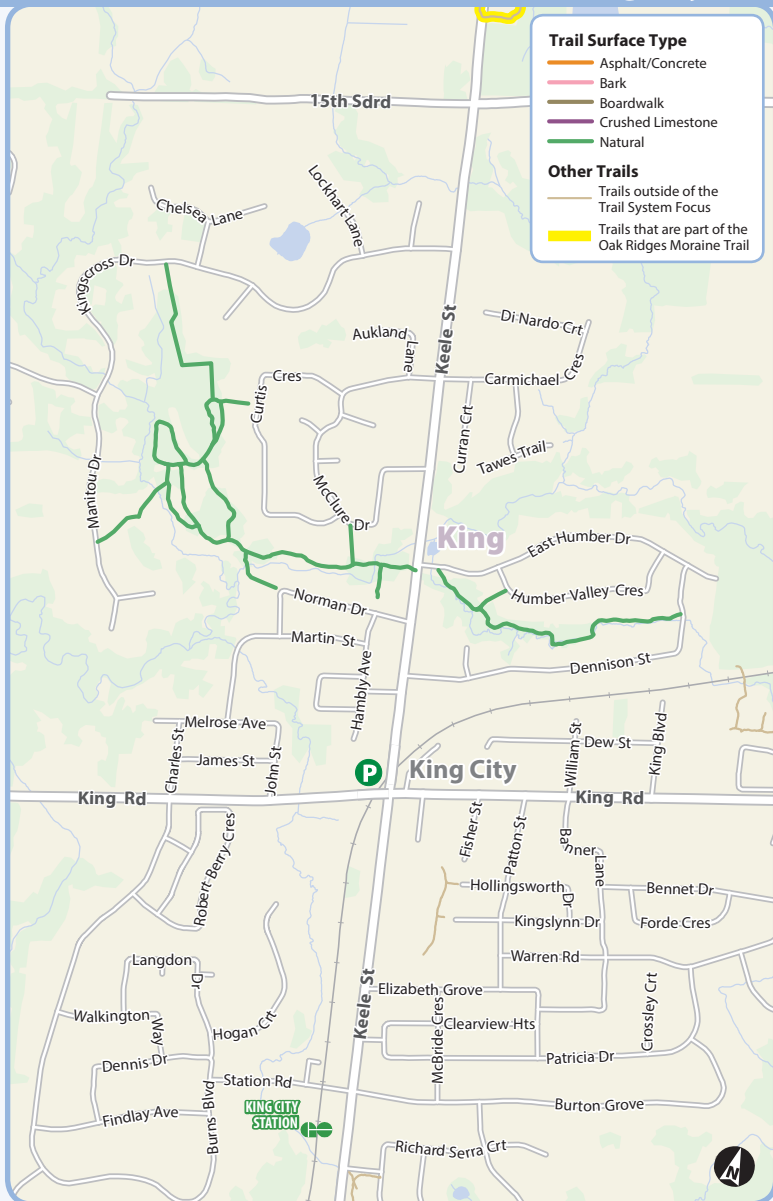 Trail Surface Type
Asphalt/Concrete
Bark
Boardwalk
Crushed Limestone
Natural
Other Trails
Trails outside of the
Trail System Focus
Trails that are part of the
Oak Ridges Moraine Trail
15th Sdrd
Chelsea Lane
Lockhart Lane
Kingscross Dr
Keele St
Di Nardo Crt
Aukland
Lane
Curtis
Cres
Carmichael
Cres
Curran Crt
Tawes Trail
Manitou Dr
McClure Dr
King
East Humber Dr
Humber Valley Cres
Norman Dr
Martin St
Hambly Ave
Dennison St
Melrose Ave
Charles St
James St
John St
P
King City
William St
Dew St
King Blvd
King Rd
King Rd
Robert Berry Cres
Fisher St
Patton St
Banner
Lane
Hollingsworth
Dr
Bennet Dr
Kingslynn Dr
Forde Cres
Warren Rd
Langdon
Dr
Keele St
Elizabeth Grove
Crossley Crt
Walkington
Way
Hogan Crt
McBride Cres
Clearview Hts
Dennis Dr
Patricia Dr
Station Rd
Burton Grove
KING CITY
STATION
Findlay Ave
Burns Blvd
Richard Serra Crt
N